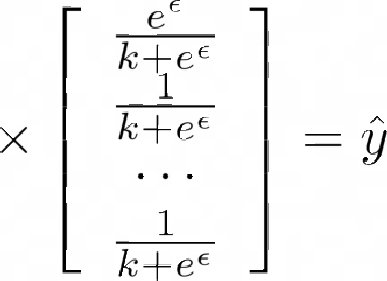 × [ e^ϵ / k+e^ϵ
1 / k+e^ϵ
· · ·
1 / k+e^ϵ ] = ŷ